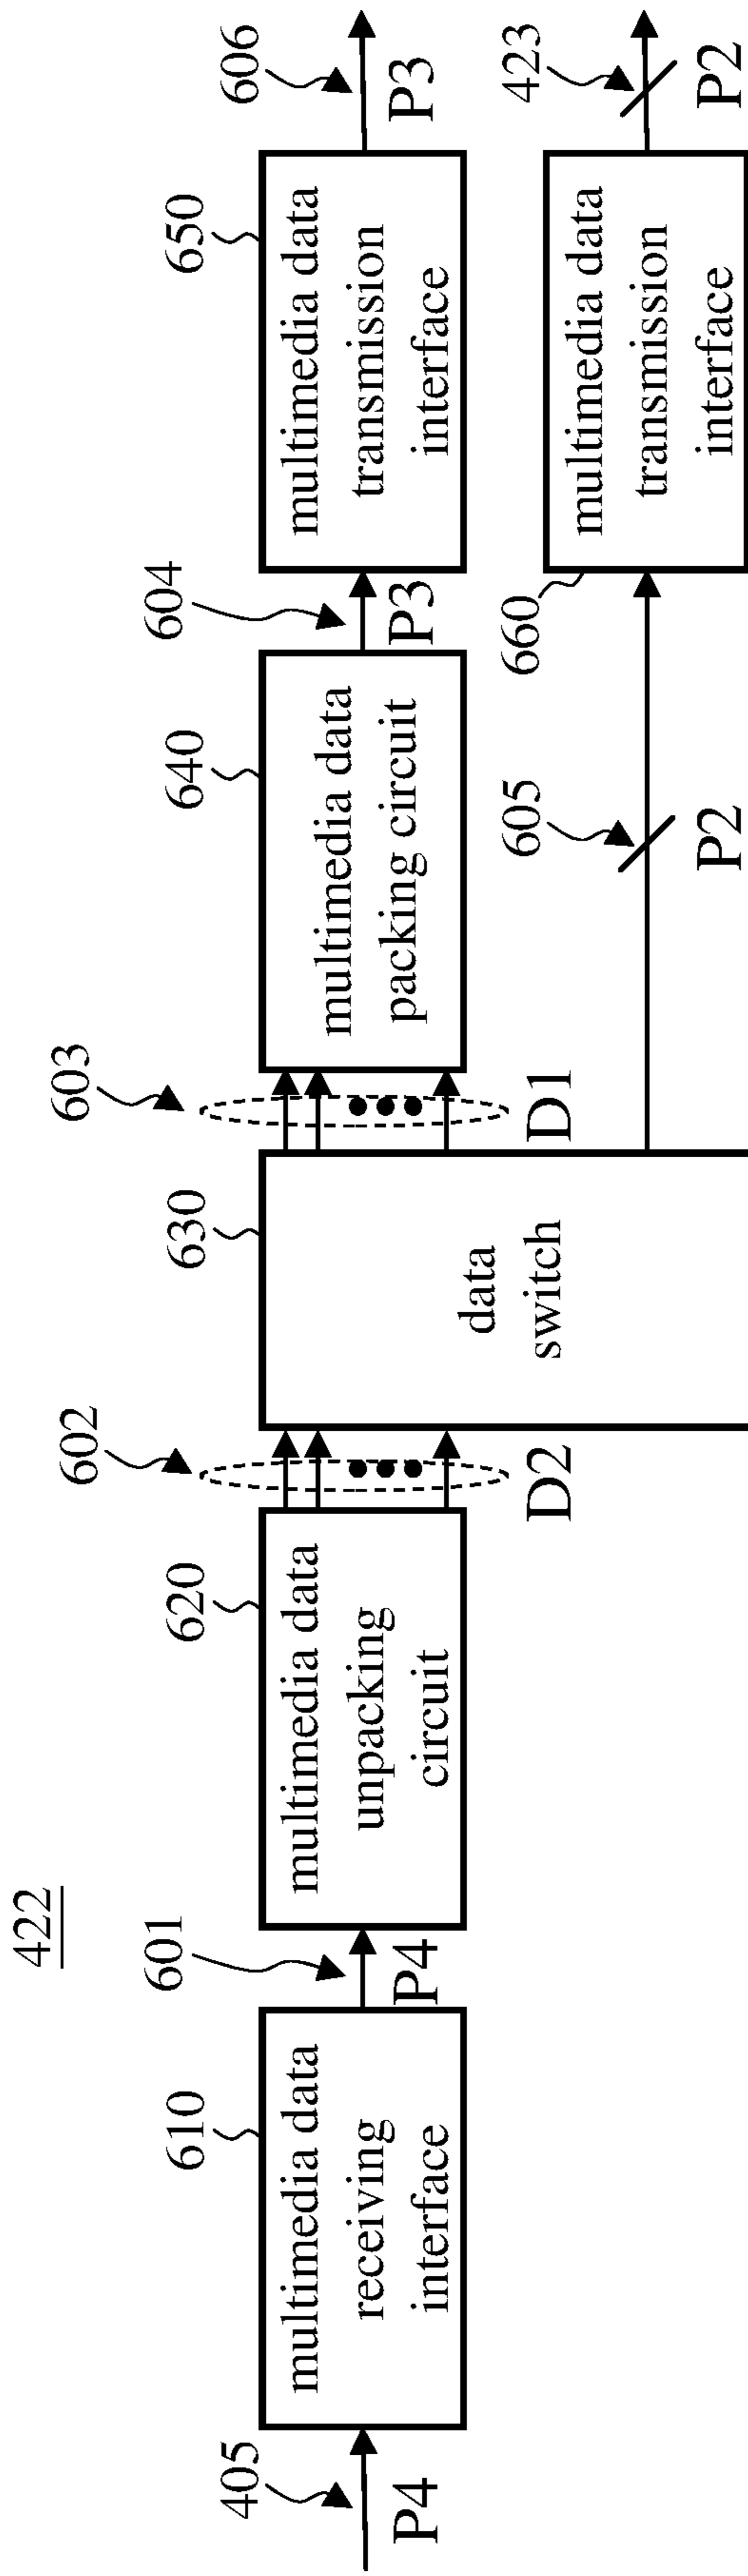 422
405
P4
610
multimedia data
receiving
interface
601
P4
620
multimedia data
unpacking
circuit
602
D2
630
data
switch
603
D1
640
multimedia data
packing circuit
604
P3
650
multimedia data
transmission
interface
606
P3
605
P2
660
multimedia data
transmission
interface
423
P2